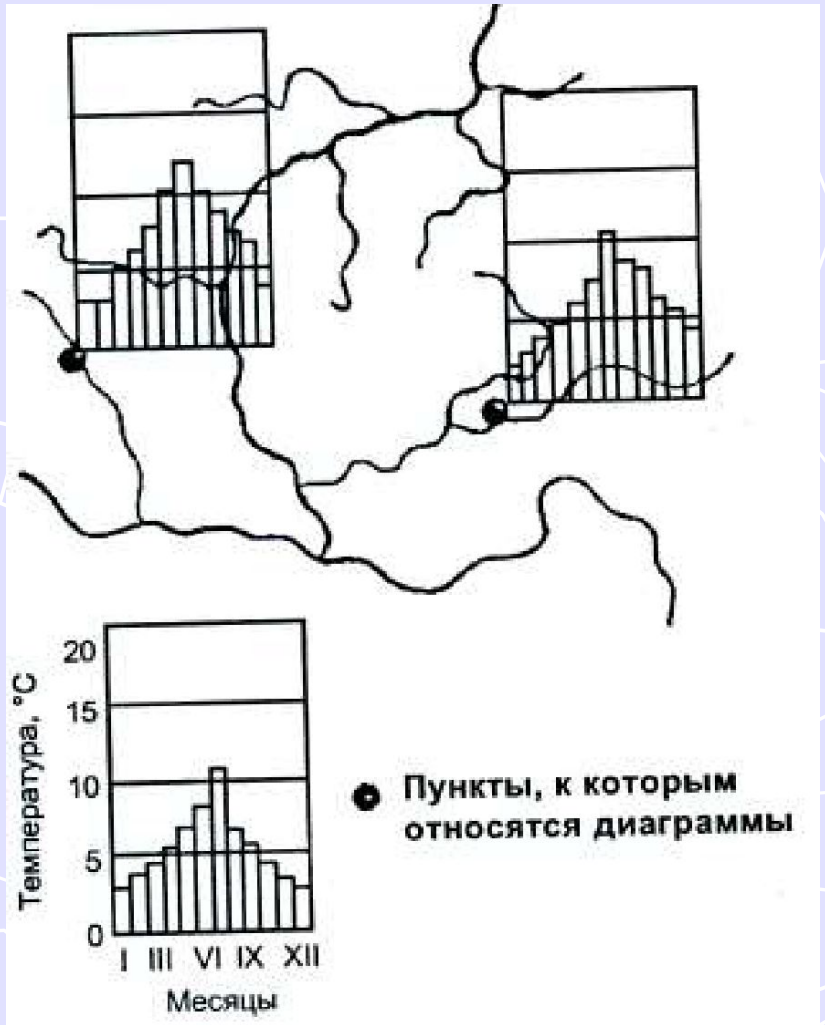 Температура, °C
20
15
10
5
0
I III VI IX XII
Месяцы
Пункты, к которым
относятся диаграммы